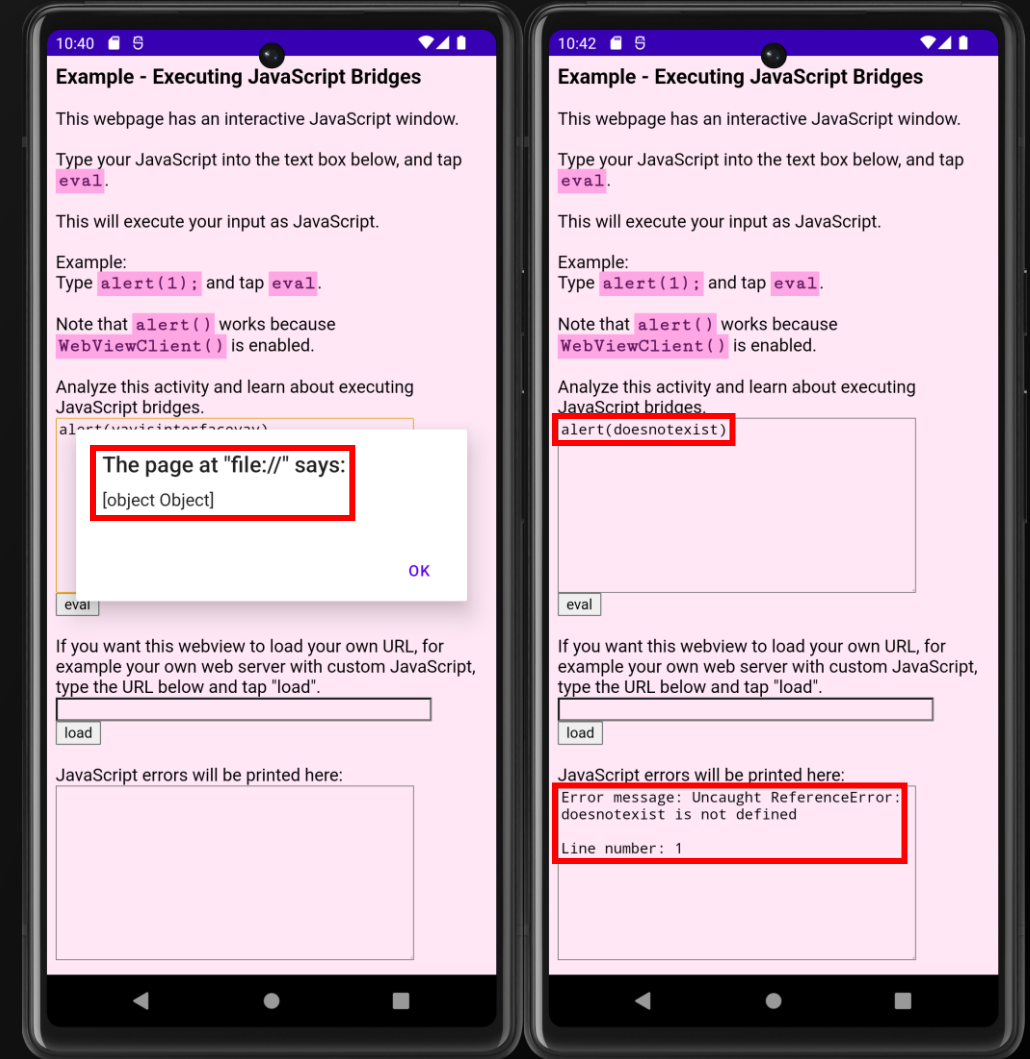 10:40
Example - Executing JavaScript Bridges
This webpage has an interactive JavaScript window.
Type your JavaScript into the text box below, and tap
eval.
This will execute your input as JavaScript.
Example:
Type alert(1); and tap eval.
Note that alert() works because
WebViewClient() is enabled.
Analyze this activity and learn about executing
JavaScript bridges.
The page at "file://" says:
[object Object]
OK
eval
If you want this webview to load your own URL, for
example your own web server with custom JavaScript,
type the URL below and tap "load".
load
JavaScript errors will be printed here:
10:42
Example - Executing JavaScript Bridges
This webpage has an interactive JavaScript window.
Type your JavaScript into the text box below, and tap
eval.
This will execute your input as JavaScript.
Example:
Type alert(1); and tap eval.
Note that alert() works because
WebViewClient() is enabled.
Analyze this activity and learn about executing
JavaScript bridges.
alert(doesnotexist)
eval
If you want this webview to load your own URL, for
example your own web server with custom JavaScript,
type the URL below and tap "load".
load
JavaScript errors will be printed here:
Error message: Uncaught ReferenceError:
doesnotexist is not defined
Line number: 1